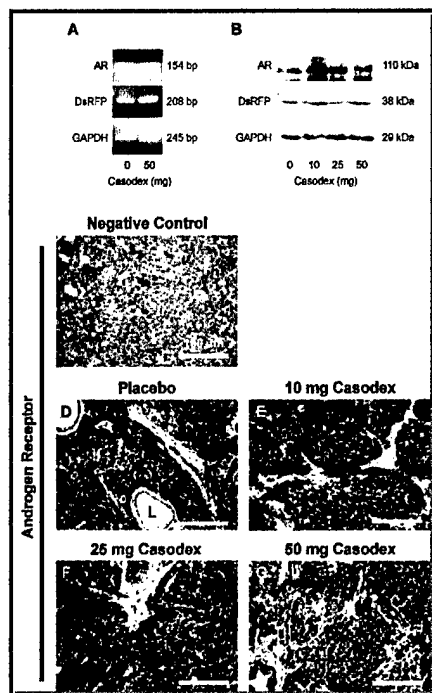 A
B
AR 154 bp
DsRFP 208 bp
GAPDH 245 bp
0 50
Casodex (mg)
AR 110 kDa
DsRFP 38 kDa
GAPDH 29 kDa
0 10 25 50
Casodex (mg)
Negative Control
Androgen Receptor
Placebo
10 mg Casodex
D
L
E
25 mg Casodex
50 mg Casodex
F